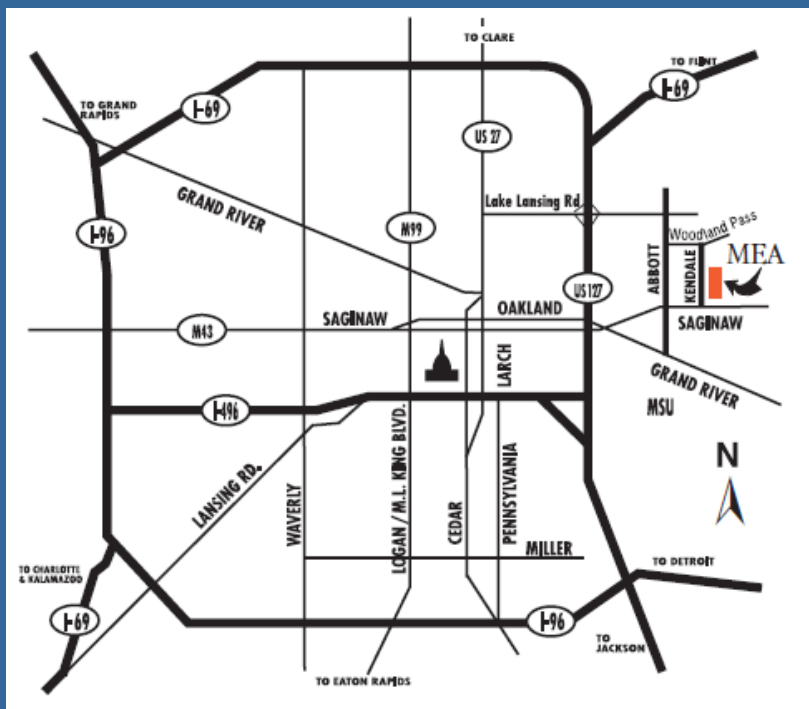 TO CLARE
TO FLINT
I-69
TO GRAND
RAPIDS
I-69
US 27
GRAND RIVER
Lake Lansing Rd.
M99
I-96
Woodland Pass
MEA
ABBOTT
KENDALE
US 127
OAKLAND
SAGINAW
M43
SAGINAW
LARCH
GRAND RIVER
MSU
I-496
LANSING RD.
WAVERLY
LOGAN / M.L. KING BLVD.
CEDAR
PENNSYLVANIA
N
MILLER
TO DETROIT
TO CHARLOTTE
& KALAMAZOO
I-69
I-96
TO
JACKSON
TO EATON RAPIDS